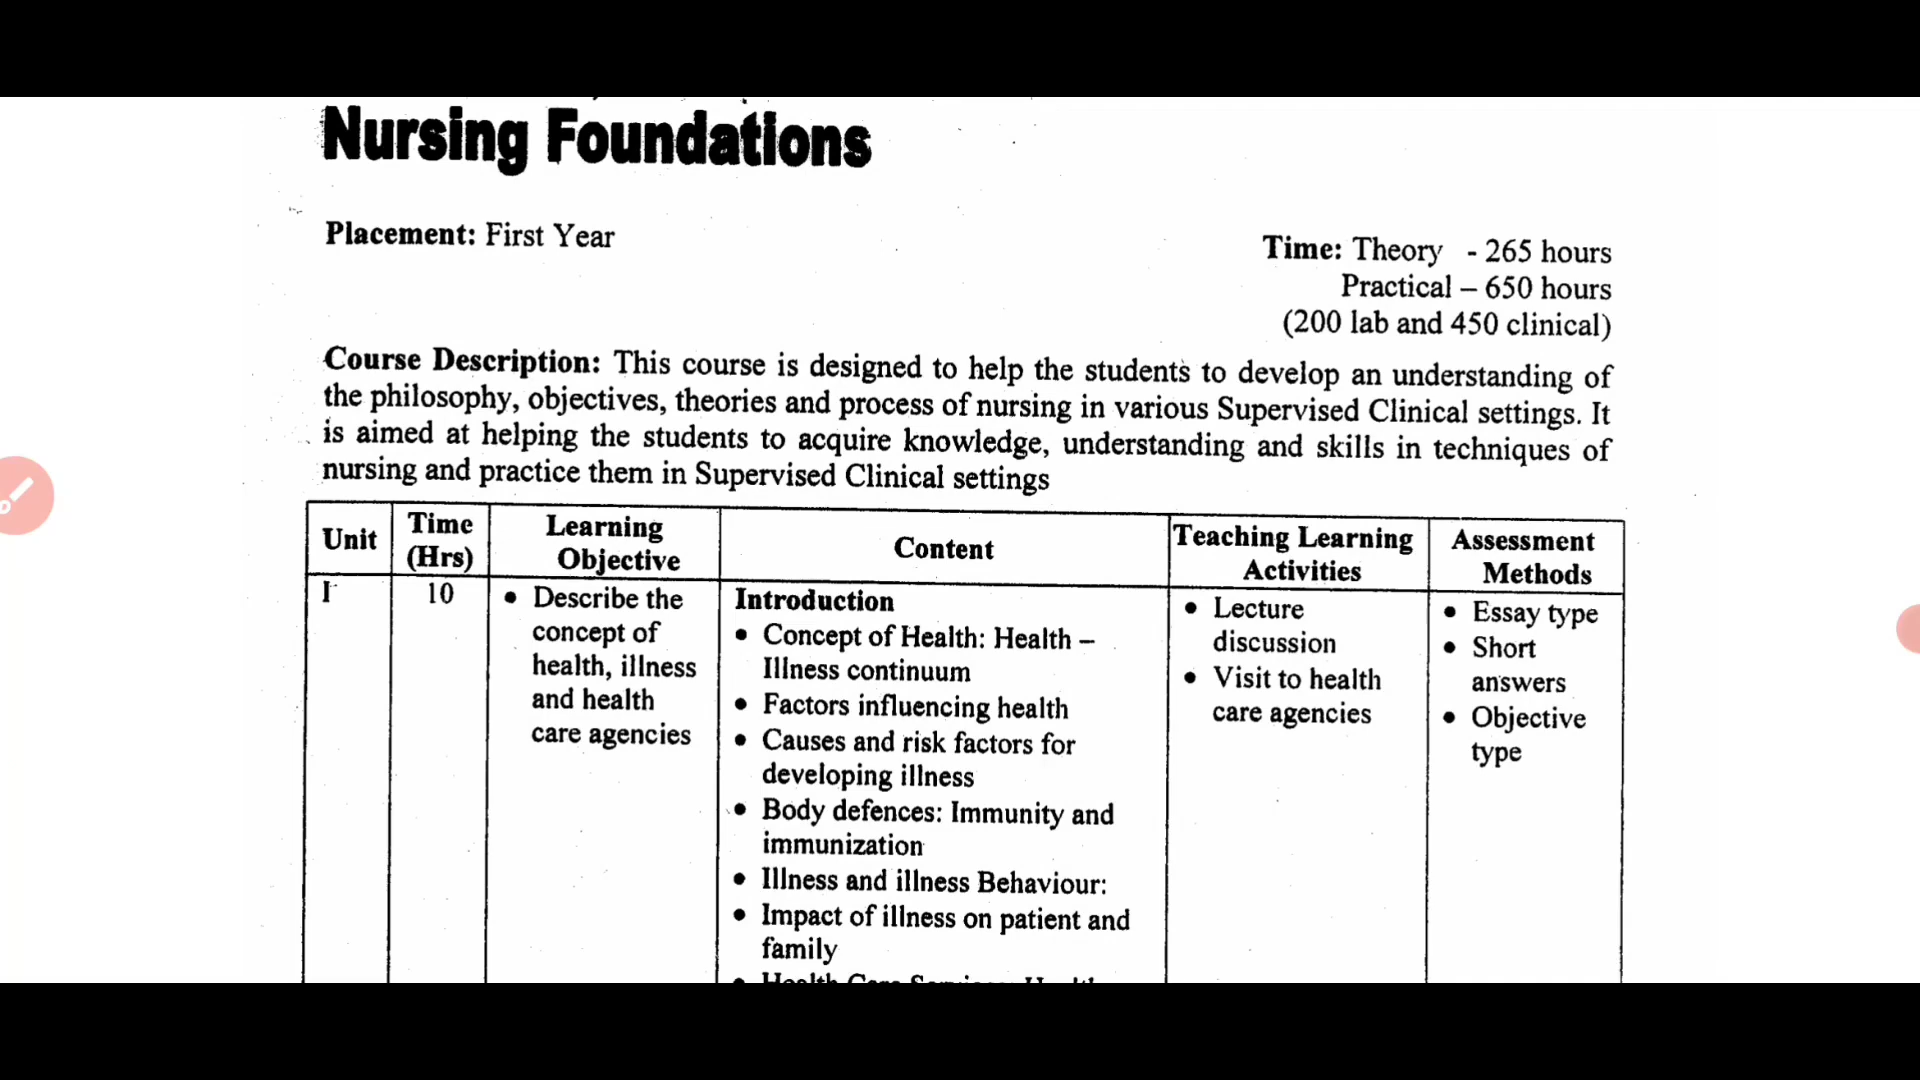 Nursing Foundations
Placement: First Year
Time: Theory - 265 hours
Practical – 650 hours
(200 lab and 450 clinical)
Course Description: This course is designed to help the students to develop an understanding of
the philosophy, objectives, theories and process of nursing in various Supervised Clinical settings. It
is aimed at helping the students to acquire knowledge, understanding and skills in techniques of
nursing and practice them in Supervised Clinical settings
Unit
Time
(Hrs)
Learning
Objective
Content
Teaching Learning
Activities
Assessment
Methods
I
10
• Describe the
concept of
health, illness
and health
care agencies
Introduction
• Concept of Health: Health –
Illness continuum
• Factors influencing health
• Causes and risk factors for
developing illness
• Body defences: Immunity and
immunization
• Illness and illness Behaviour:
• Impact of illness on patient and
family
• Health Care Services: Health
• Lecture
discussion
• Visit to health
care agencies
• Essay type
• Short
answers
• Objective
type